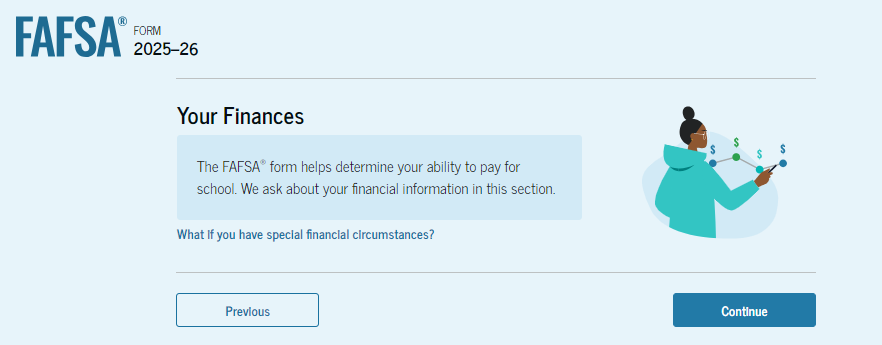 FAFSA® FORM
2025–26
Your Finances
The FAFSA® form helps determine your ability to pay for
school. We ask about your financial information in this section.
$ $ $ $
What if you have special financial circumstances?
Previous
Continue